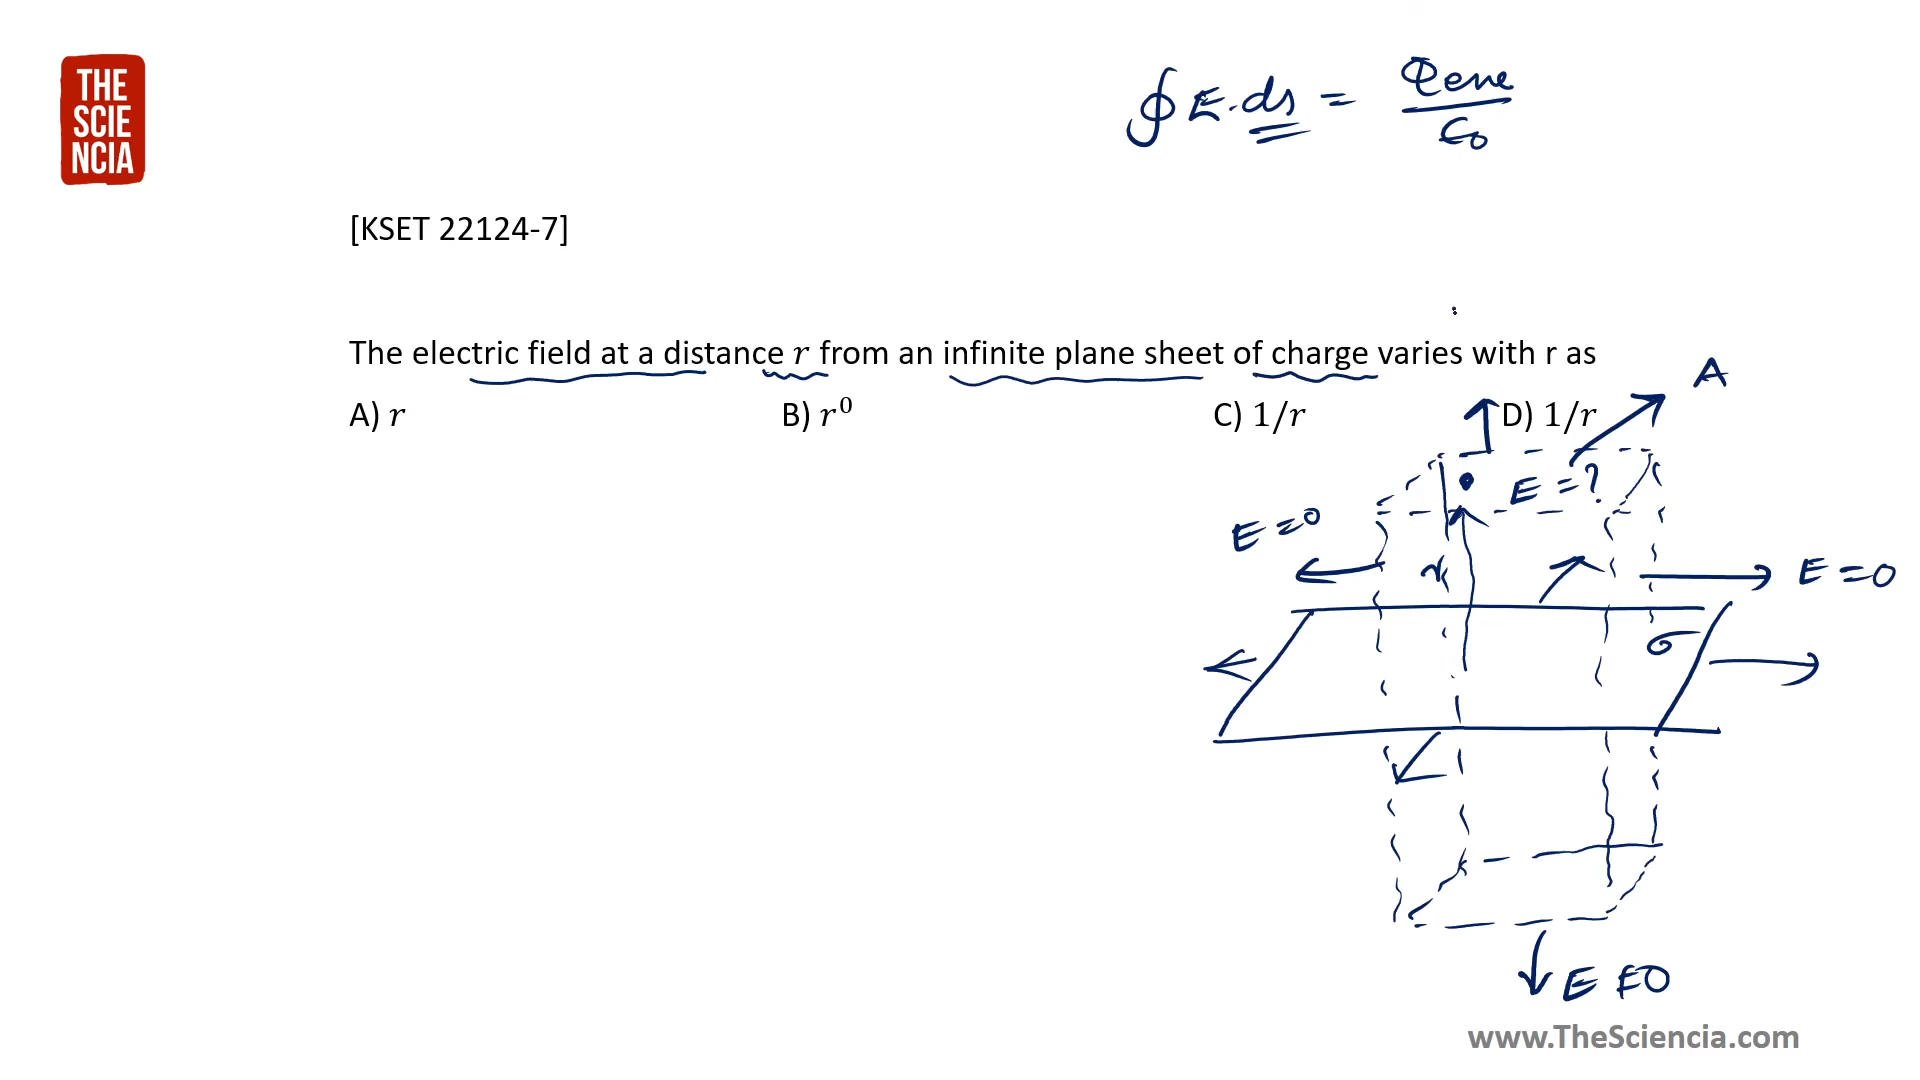 THE
SCIE
NCIA
∮ E.ds = Qenc / ε0
[KSET 22124-7]
The electric field at a distance r from an infinite plane sheet of charge varies with r as
A) r B) r⁰ C) 1/r D) 1/r
A
E = ?
E = 0
r
E = 0
σ
E ≠ 0
www.TheSciencia.com